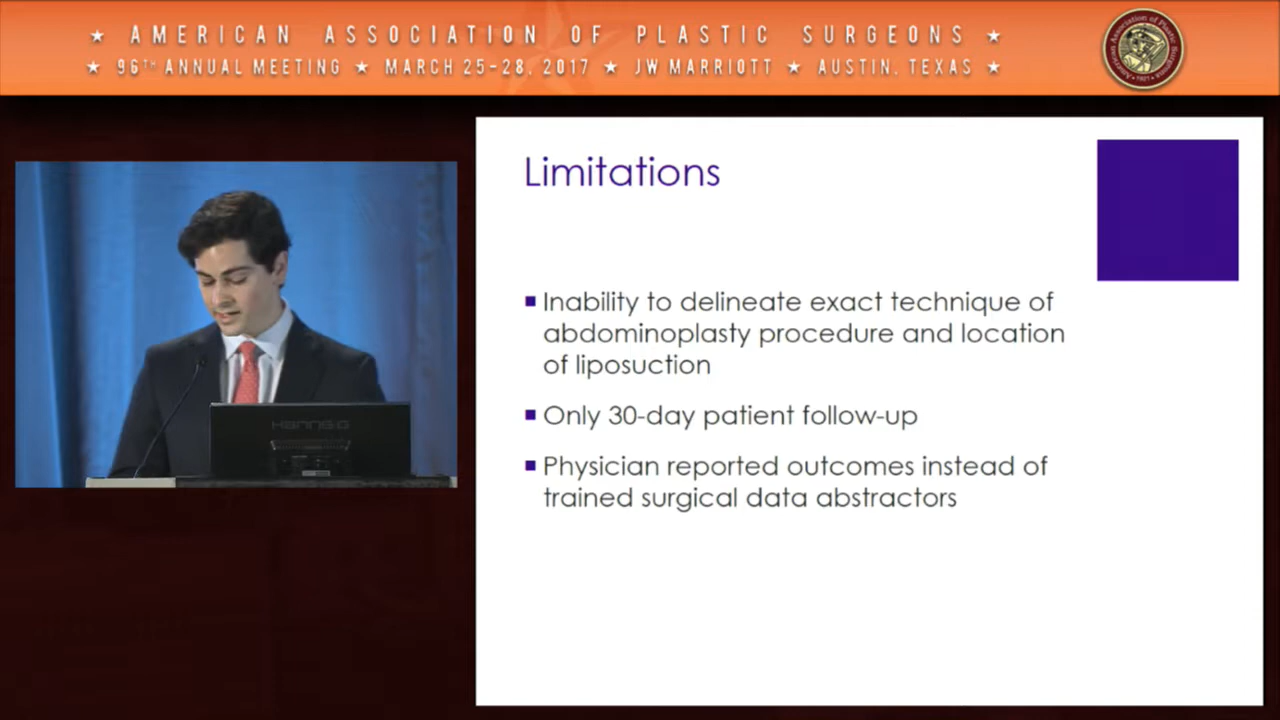 ★ AMERICAN ASSOCIATION OF PLASTIC SURGEONS ★
★ 96TH ANNUAL MEETING ★ MARCH 25-28, 2017 ★ JW MARRIOTT ★ AUSTIN, TEXAS ★
Limitations
▪ Inability to delineate exact technique of
abdominoplasty procedure and location
of liposuction
▪ Only 30-day patient follow-up
▪ Physician reported outcomes instead of
trained surgical data abstractors